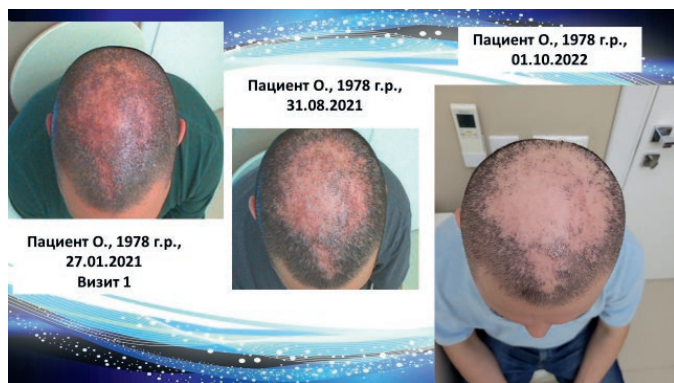 Пациент О., 1978 г.р.,
27.01.2021
Визит 1
Пациент О., 1978 г.р.,
31.08.2021
Пациент О., 1978 г.р.,
01.10.2022